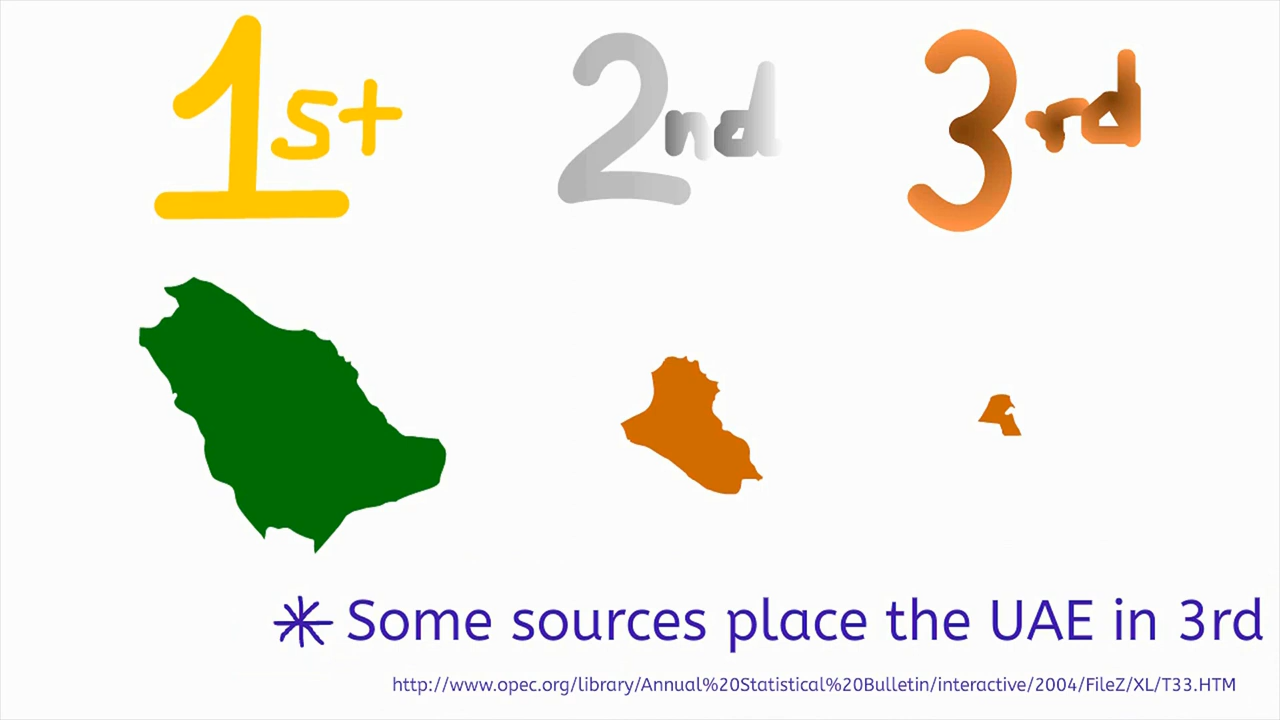 1st 2nd 3rd
* Some sources place the UAE in 3rd
http://www.opec.org/library/Annual%20Statistical%20Bulletin/interactive/2004/FileZ/XL/T33.HTM